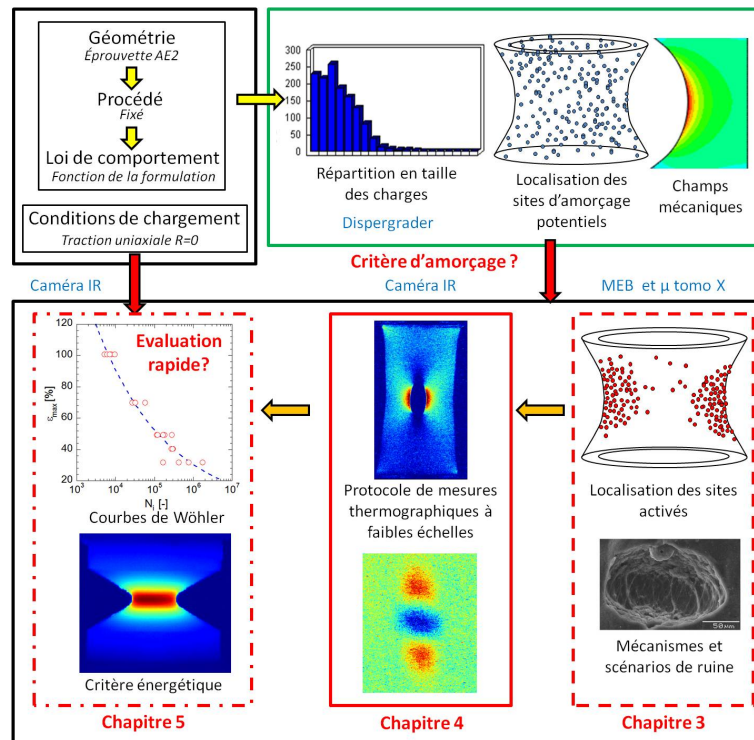 Géométrie
Éprouvette AE2
Procédé
Fixé
Loi de comportement
Fonction de la formulation
Conditions de chargement
Traction uniaxiale R=0
300
250
200
150
100
50
0
Répartition en taille
des charges
Dispergrader
Localisation des
sites d'amorçage
potentiels
Champs
mécaniques
Critère d'amorçage ?
Caméra IR
Caméra IR
MEB et µ tomo X
Evaluation
rapide?
120
100
80
60
40
20
εmax [%]
10³ 10⁴ 10⁵ 10⁶ 10⁷
Ni [-]
Courbes de Wöhler
Critère énergétique
Chapitre 5
Protocole de mesures
thermographiques à
faibles échelles
Chapitre 4
Localisation des sites
activés
50µm
Mécanismes et
scénarios de ruine
Chapitre 3